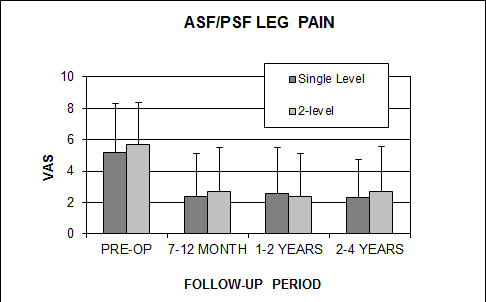 ASF/PSF LEG PAIN
10
8
6
4
2
0
VAS
Single Level
2-level
PRE-OP 7-12 MONTH 1-2 YEARS 2-4 YEARS
FOLLOW-UP PERIOD